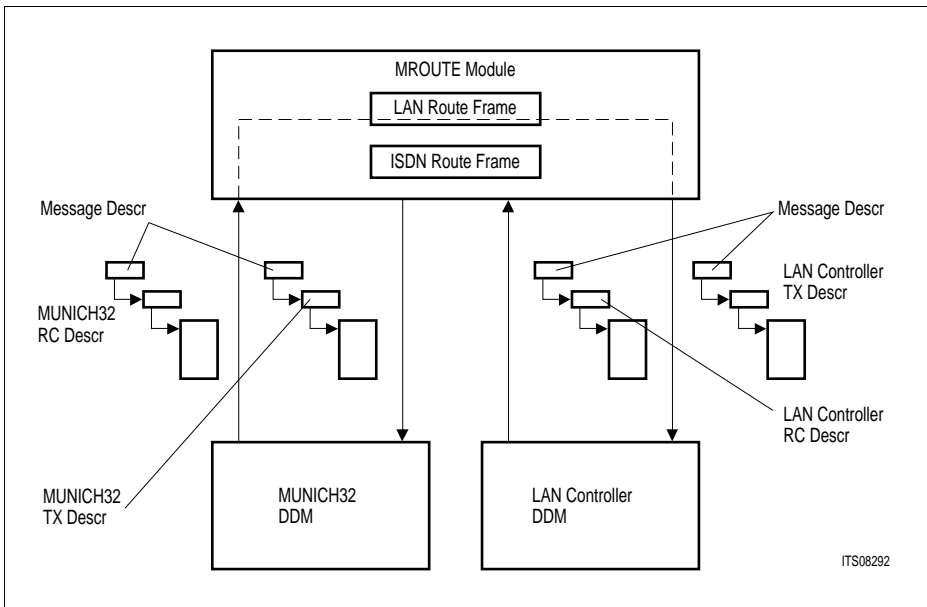 MROUTE Module
LAN Route Frame
ISDN Route Frame
Message Descr
Message Descr
MUNICH32
RC Descr
LAN Controller
TX Descr
LAN Controller
RC Descr
MUNICH32
TX Descr
MUNICH32
DDM
LAN Controller
DDM
ITS08292